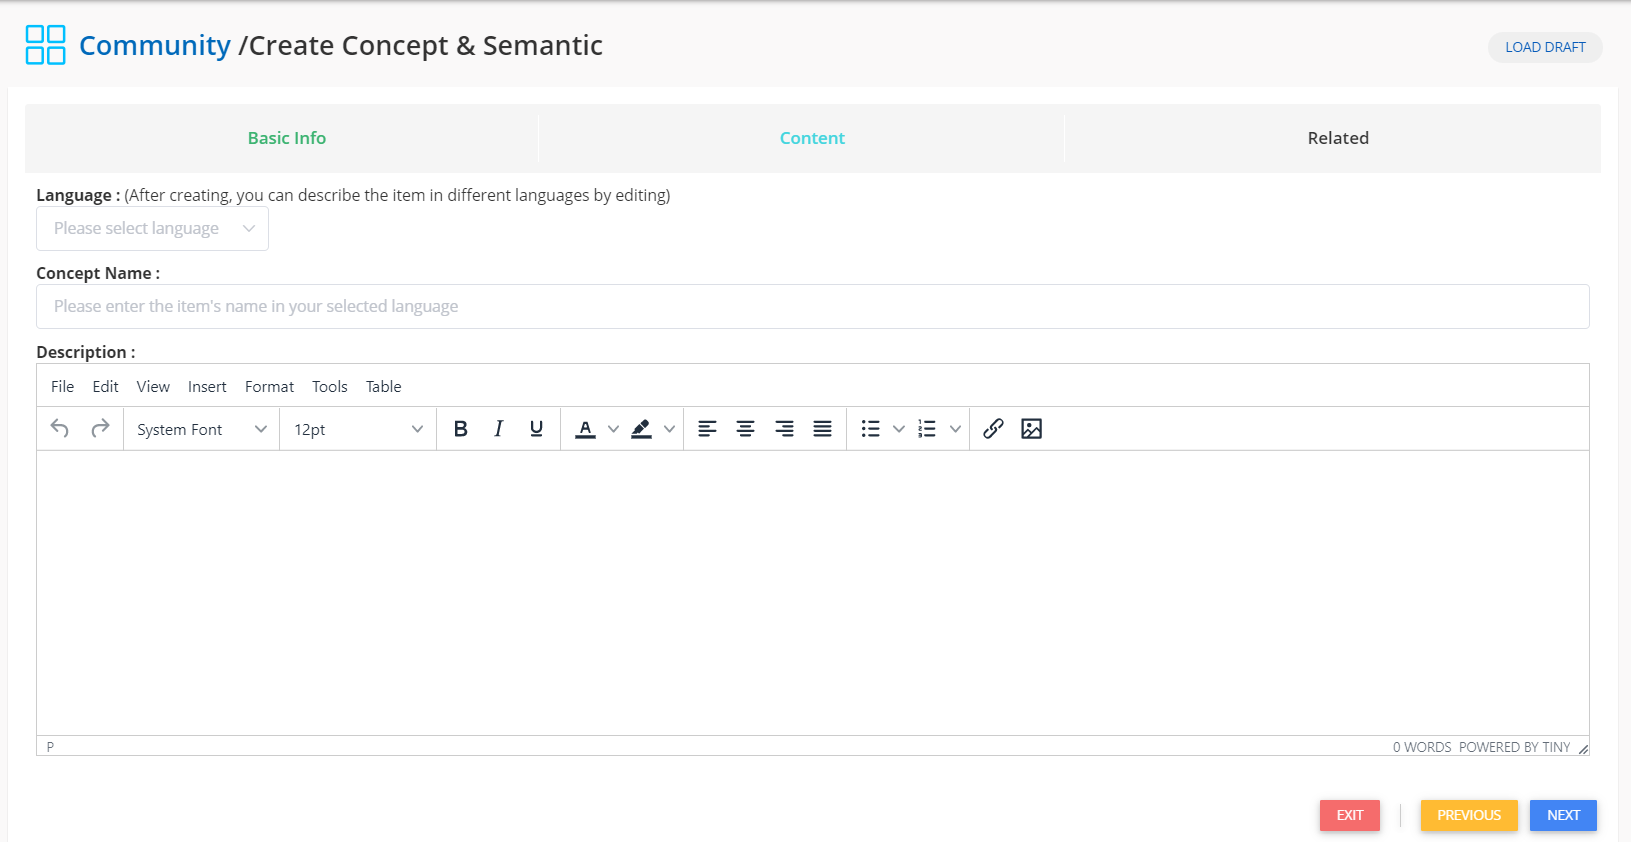 Community /Create Concept & Semantic
LOAD DRAFT
Basic Info
Content
Related
Language : (After creating, you can describe the item in different languages by editing)
Please select language
Concept Name :
Please enter the item's name in your selected language
Description :
File Edit View Insert Format Tools Table
System Font 12pt B I U A
P
0 WORDS POWERED BY TINY
EXIT PREVIOUS NEXT